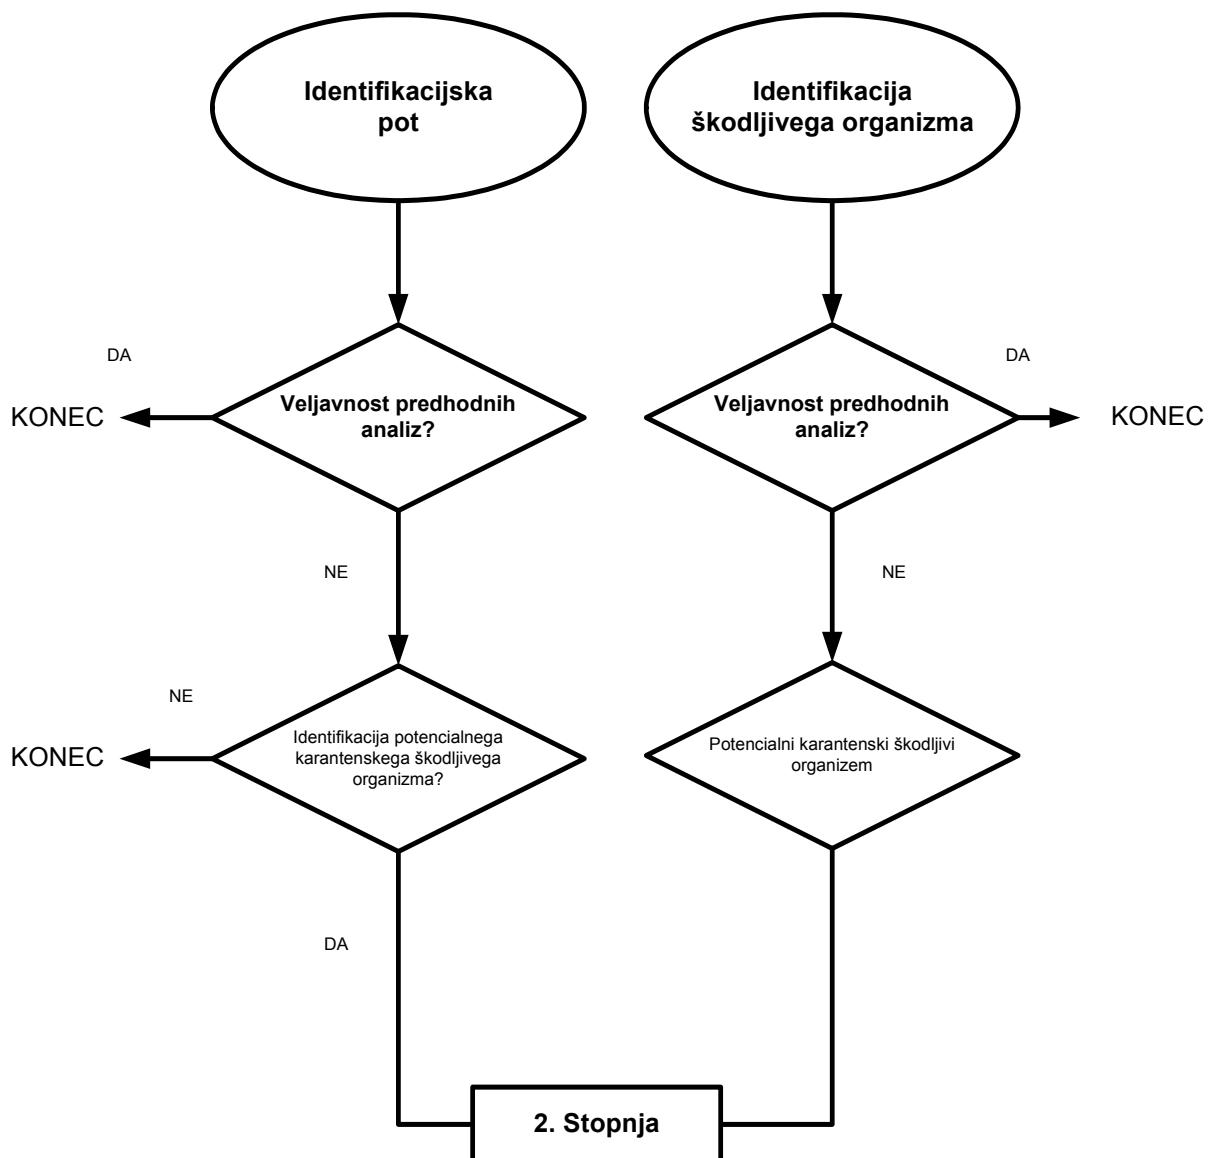 Identifikacijska
pot
Identifikacija
škodljivega organizma
DA
KONEC
Veljavnost predhodnih
analiz?
Veljavnost predhodnih
analiz?
DA
KONEC
NE
NE
NE
KONEC
Identifikacija potencialnega
karantenskega škodljivega
organizma?
Potencialni karantenski škodljivi
organizem
DA
2. Stopnja